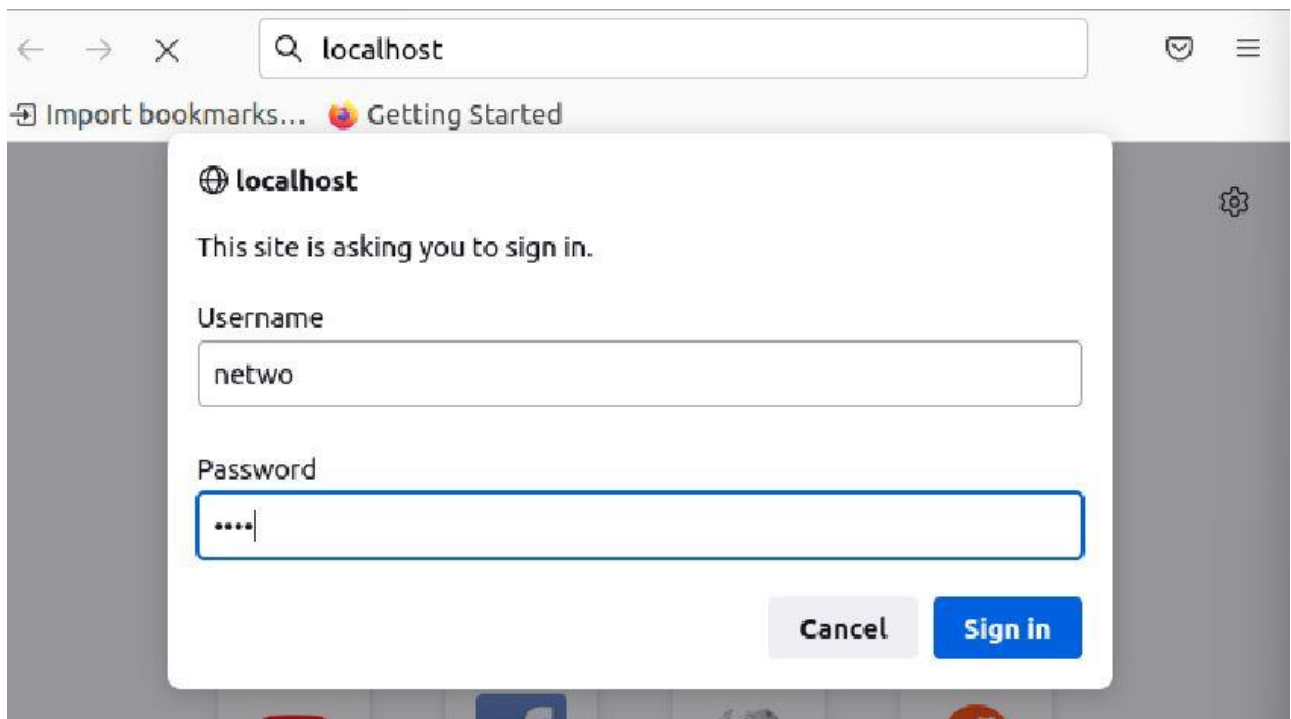 localhost
Import bookmarks... Getting Started
localhost
This site is asking you to sign in.
Username
netwo
Password
••••
Cancel Sign in